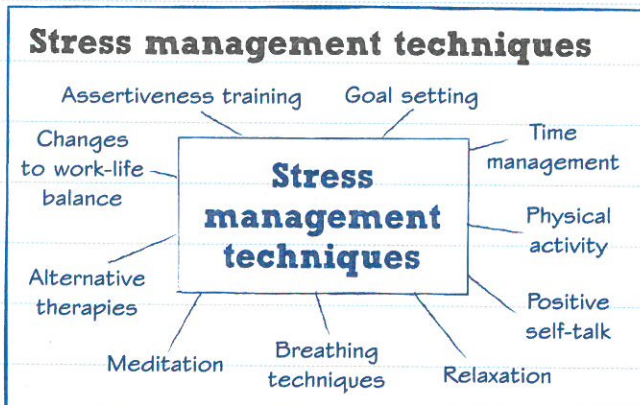 Stress management techniques
Assertiveness training
Goal setting
Changes
to work-life
balance
Time
management
Stress
management
techniques
Physical
activity
Alternative
therapies
Positive
self-talk
Meditation
Breathing
techniques
Relaxation